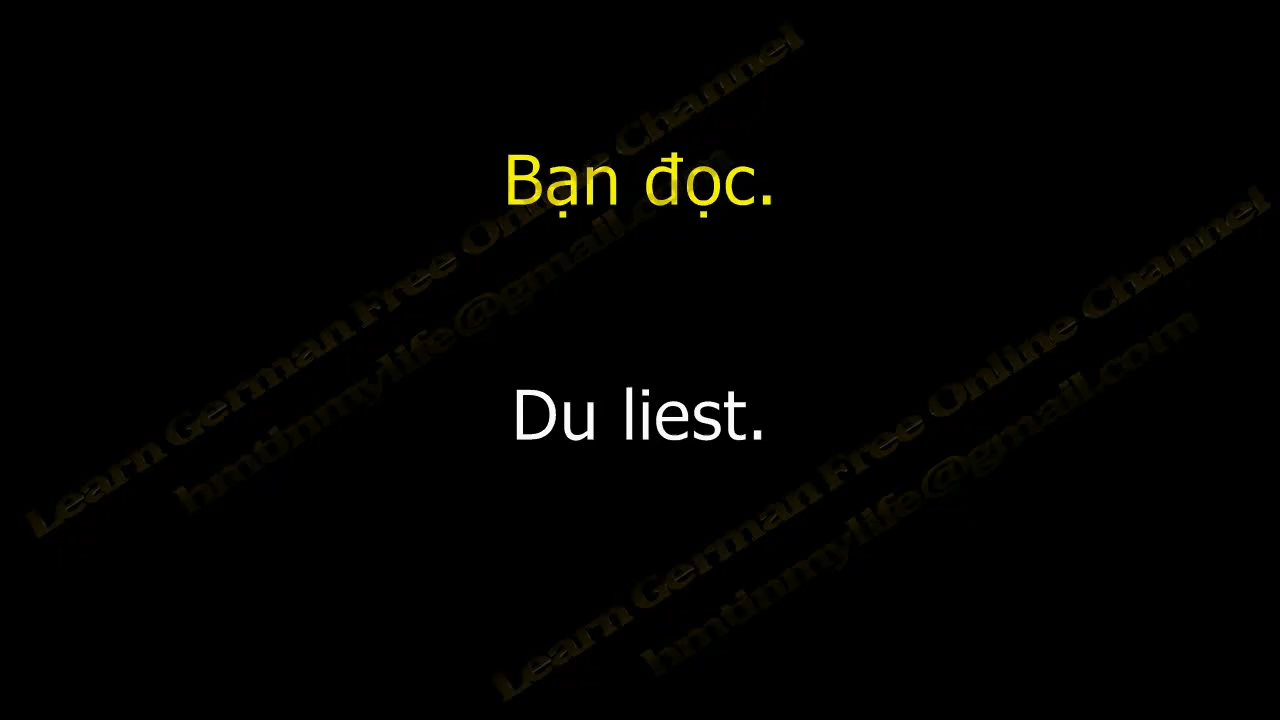 Bạn đọc.
Du liest.
Learn German Free Online Channel
hmtinmylife@gmail.com
Learn German Free Online Channel
hmtinmylife@gmail.com